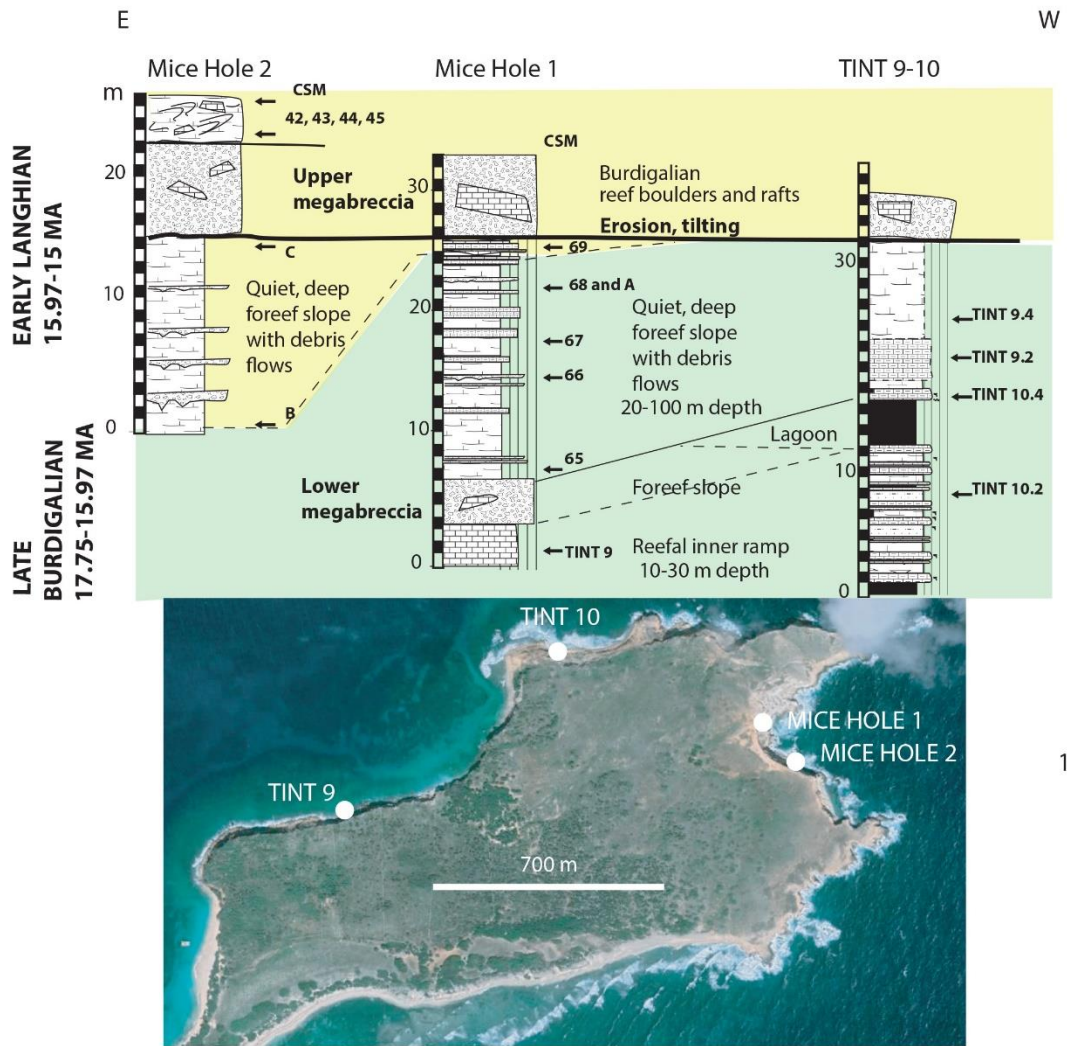 E
W
Mice Hole 2
Mice Hole 1
TINT 9-10
m
CSM
42, 43, 44, 45
20
Upper
megabreccia
C
10
Quiet, deep
foreef slope
with debris
flows
B
0
EARLY LANGHIAN
15.97-15 MA
LATE
BURDIGALIAN
17.75-15.97 MA
CSM
30
Burdigalian
reef boulders and rafts
Erosion, tilting
69
68 and A
20
67
66
10
65
Lower
megabreccia
TINT 9
0
Quiet, deep
foreef slope
with debris
flows
20-100 m depth
Lagoon
Foreef slope
Reefal inner ramp
10-30 m depth
30
TINT 9.4
TINT 9.2
TINT 10.4
10
TINT 10.2
0
TINT 10
MICE HOLE 1
MICE HOLE 2
TINT 9
700 m
1